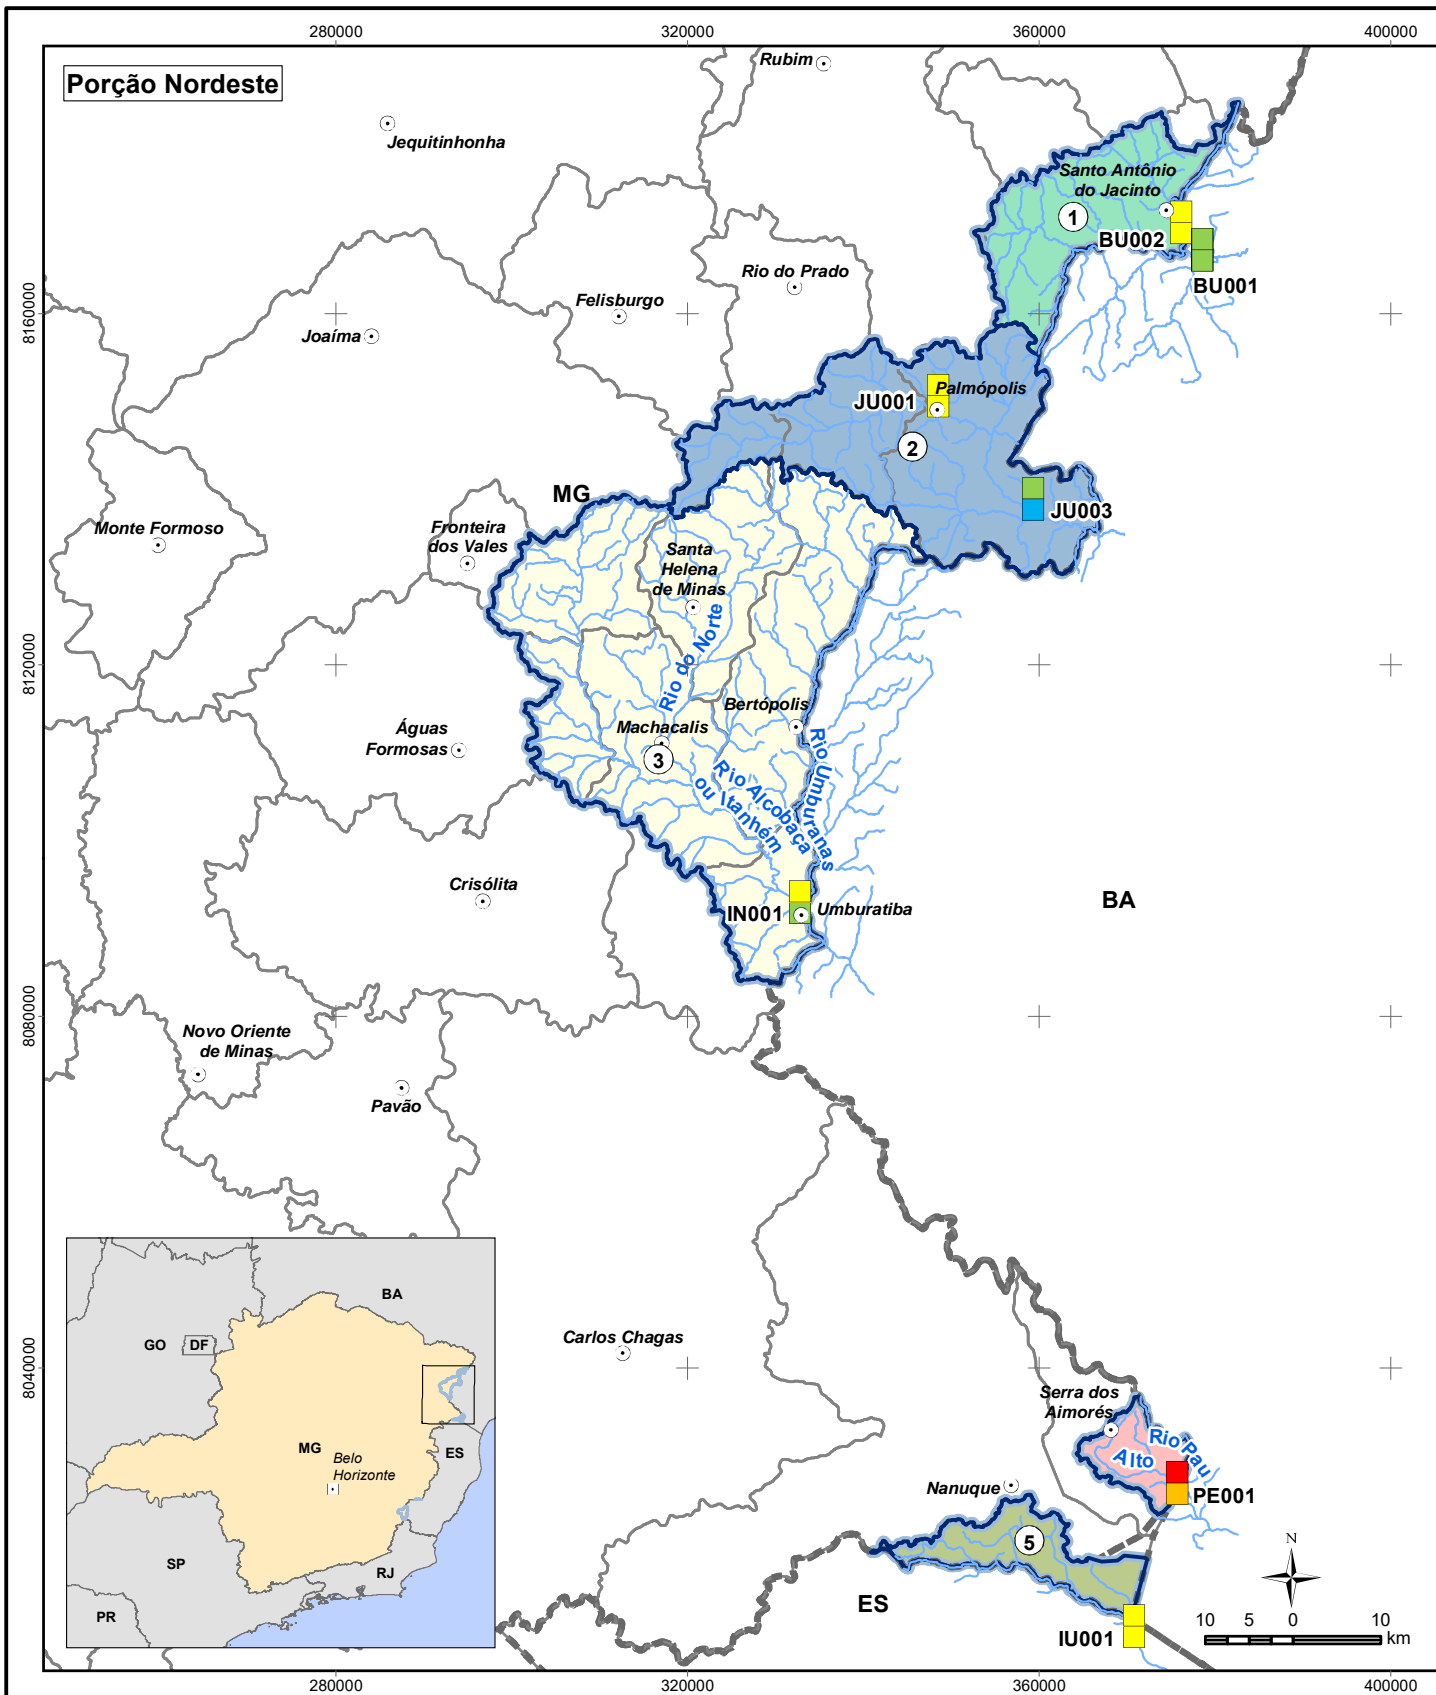 280000
320000
360000
400000
Porção Nordeste
Rubim
Jequitinhonha
Santo Antônio
do Jacinto
1
BU002
BU001
Rio do Prado
Felisburgo
Joaíma
8160000
Palmópolis
JU001
2
MG
JU003
Monte Formoso
Fronteira
dos Vales
Santa
Helena
de Minas
Rio do Norte
8120000
Bertópolis
Machacalis
Águas
Formosas
3
Rio Umburanas
Rio Alcobaça
ou Itanhém
Crisólita
BA
IN001
Umburatiba
8080000
Novo Oriente
de Minas
Pavão
BA
GO
DF
MG
Belo
Horizonte
ES
SP
RJ
PR
Carlos Chagas
8040000
Serra dos
Aimorés
Rio Pau
Alto
PE001
Nanuque
5
N
ES
IU001
10
5
0
10
km
280000
320000
360000
400000